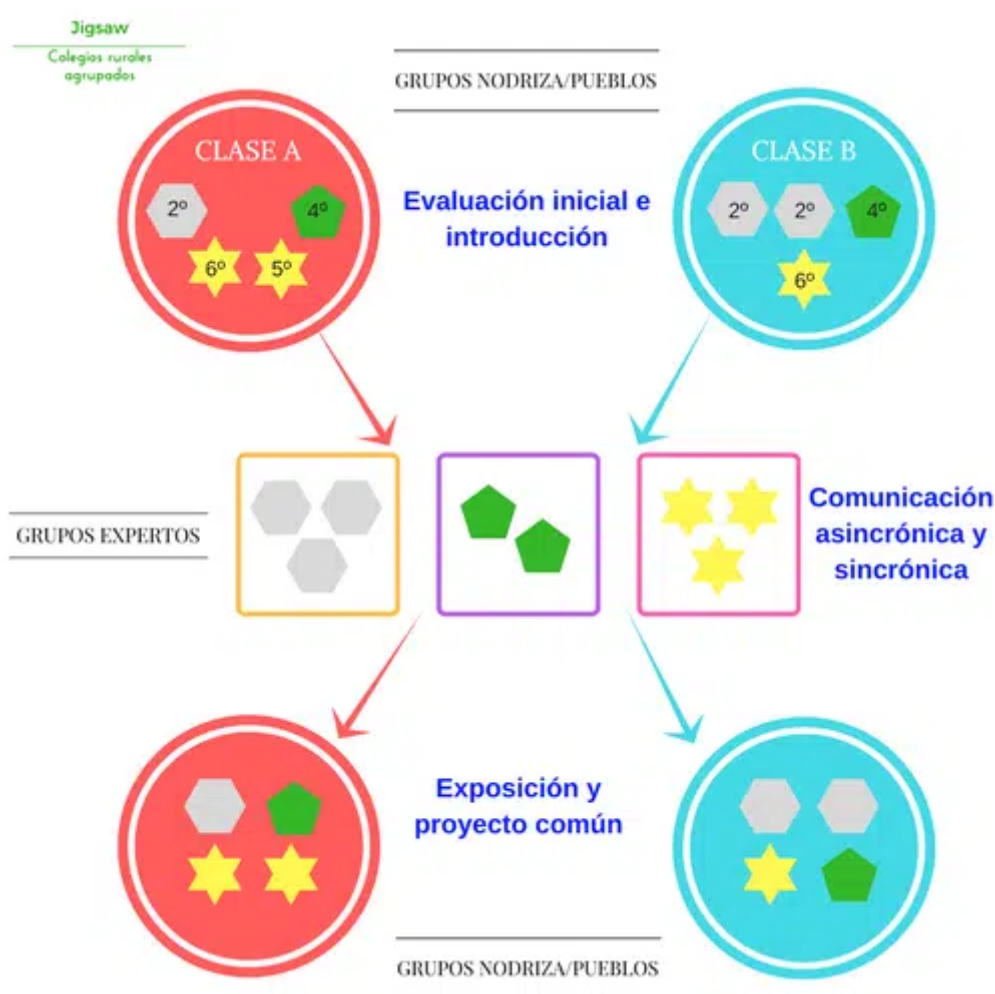 Jigsaw
Colegios rurales
agrupados
GRUPOS NODRIZA/PUEBLOS
CLASE A
2º
4º
6º
5º
Evaluación inicial e
introducción
CLASE B
2º
2º
4º
6º
GRUPOS EXPERTOS
Comunicación
asincrónica y
sincrónica
Exposición y
proyecto común
GRUPOS NODRIZA/PUEBLOS